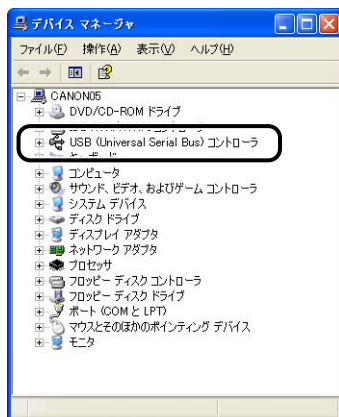 デバイス マネージャ
ファイル(F) 操作(A) 表示(V) ヘルプ(H)
CANON05
DVD/CD-ROM ドライブ
USB (Universal Serial Bus) コントローラ
コンピュータ
サウンド、ビデオ、およびゲーム コントローラ
システム デバイス
ディスク ドライブ
ディスプレイ アダプタ
ネットワーク アダプタ
プロセッサ
フロッピー ディスク コントローラ
フロッピー ディスク ドライブ
ポート (COM と LPT)
マウスとそのほかのポインティング デバイス
モニタ